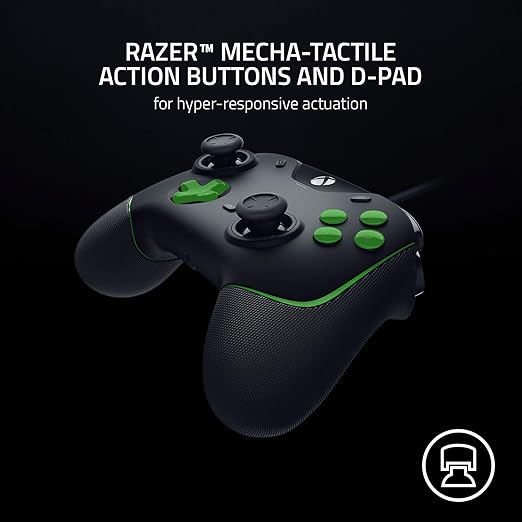 RAZER™ MECHA-TACTILE
ACTION BUTTONS AND D-PAD
for hyper-responsive actuation